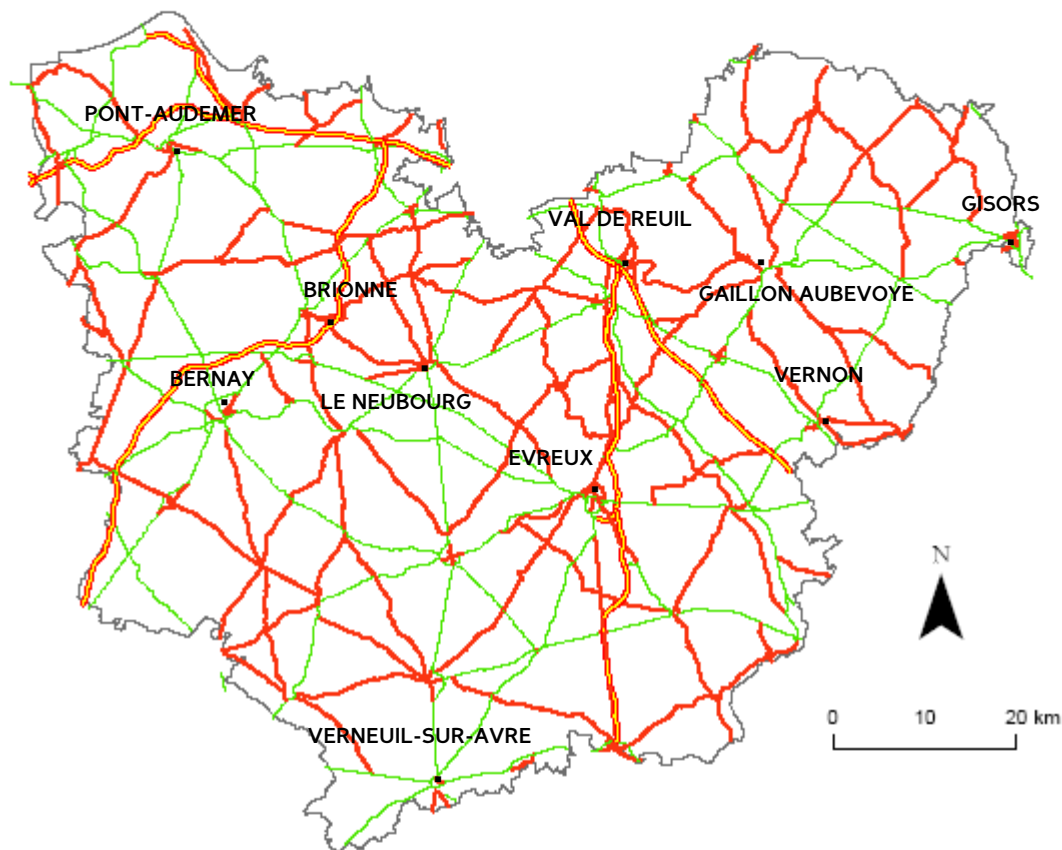 PONT-AUDEMER
GISORS
VAL DE REUIL
BRIONNE
GAILLON AUBEVOYE
VERNON
BERNAY
LE NEUBOURG
EVREUX
N
VERNEUIL-SUR-AVRE
0 10 20 km